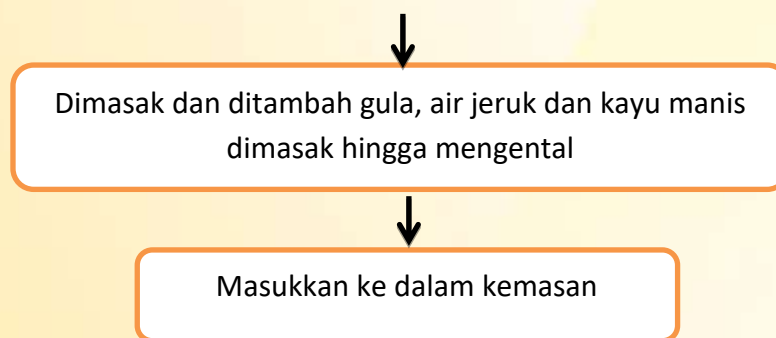 Dimasak dan ditambah gula, air jeruk dan kayu manis
dimasak hingga mengental
Masukkan ke dalam kemasan